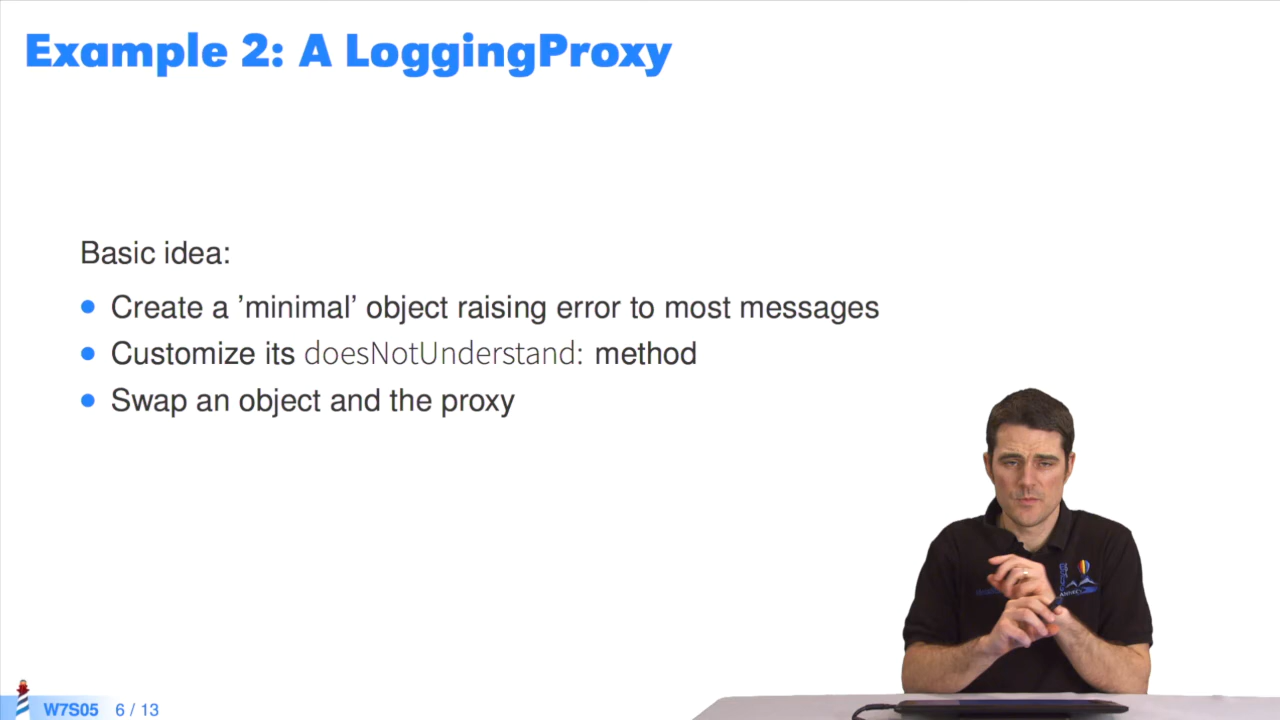 Example 2: A LoggingProxy
Basic idea:
Create a ’minimal’ object raising error to most messages
Customize its doesNotUnderstand: method
Swap an object and the proxy
W7S05 6 / 13